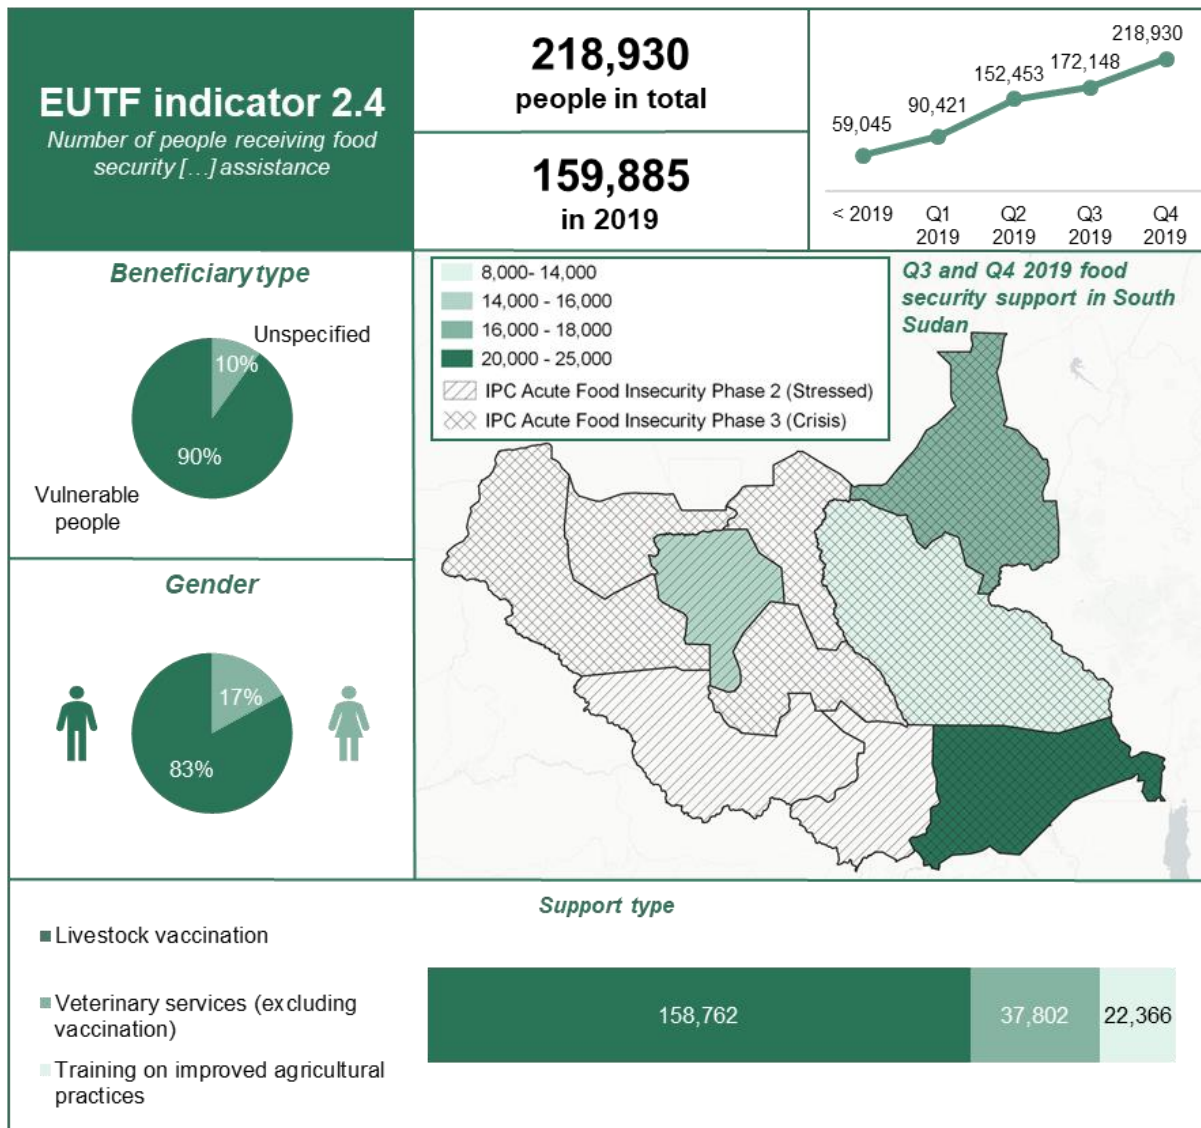 EUTF indicator 2.4
Number of people receiving food
security […] assistance
218,930
people in total
159,885
in 2019
59,045
90,421
152,453
172,148
218,930
< 2019
Q1
2019
Q2
2019
Q3
2019
Q4
2019
Beneficiary type
Unspecified
10%
90%
Vulnerable
people
Gender
17%
83%
8,000- 14,000
14,000 - 16,000
16,000 - 18,000
20,000 - 25,000
IPC Acute Food Insecurity Phase 2 (Stressed)
IPC Acute Food Insecurity Phase 3 (Crisis)
Q3 and Q4 2019 food
security support in South
Sudan
Support type
Livestock vaccination
Veterinary services (excluding
vaccination)
Training on improved agricultural
practices
158,762
37,802
22,366